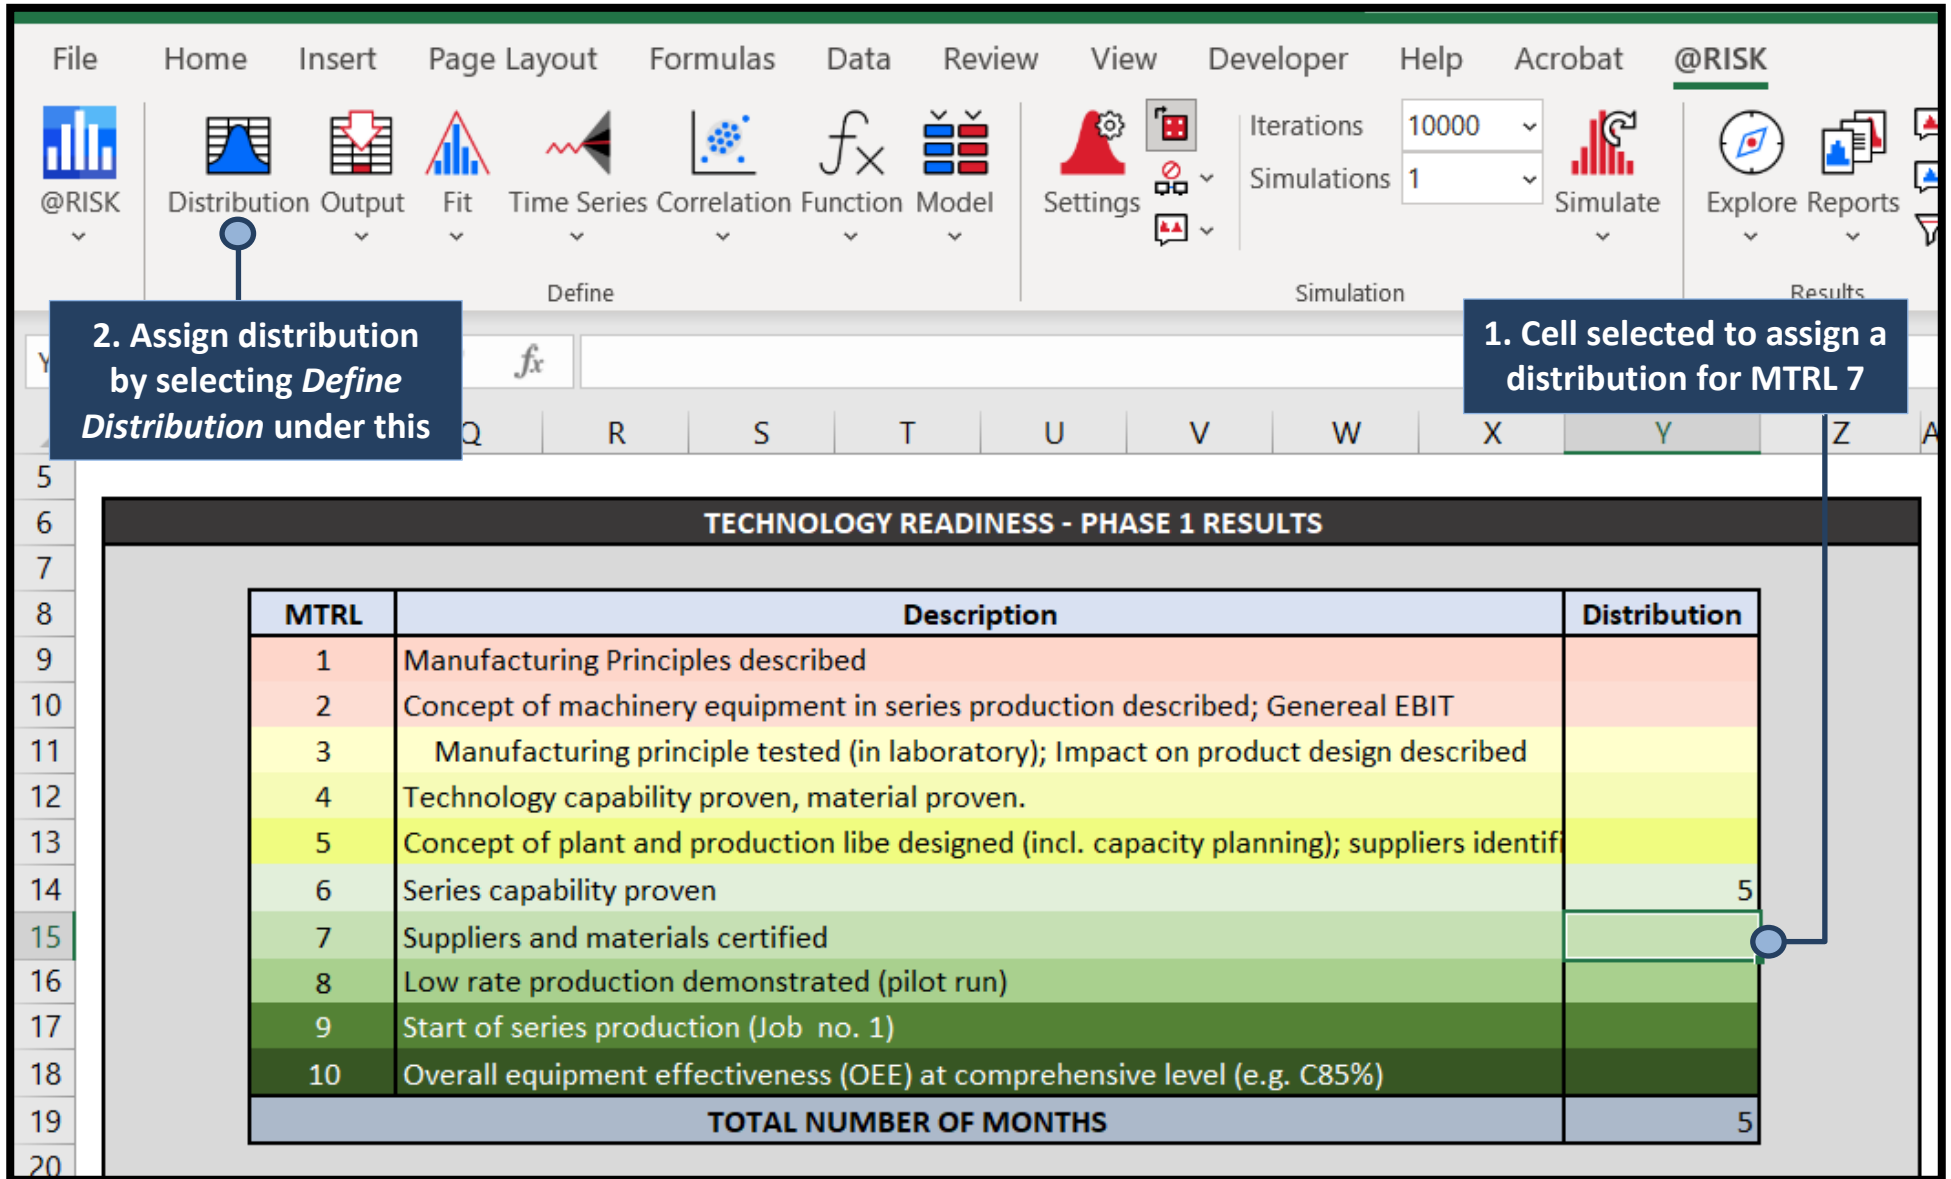 File Home Insert Page Layout Formulas Data Review View Developer Help Acrobat @RISK
Iterations 10000
Simulations 1
@RISK Distribution Output Fit Time Series Correlation Function Model Settings Simulate Explore Reports
Define Simulation Results
2. Assign distribution
by selecting Define
Distribution under this
1. Cell selected to assign a
distribution for MTRL 7
fx
Q R S T U V W X Y Z A
5
6 TECHNOLOGY READINESS - PHASE 1 RESULTS
7
8 MTRL Description Distribution
9 1 Manufacturing Principles described
10 2 Concept of machinery equipment in series production described; Genereal EBIT
11 3 Manufacturing principle tested (in laboratory); Impact on product design described
12 4 Technology capability proven, material proven.
13 5 Concept of plant and production libe designed (incl. capacity planning); suppliers identifi
14 6 Series capability proven 5
15 7 Suppliers and materials certified
16 8 Low rate production demonstrated (pilot run)
17 9 Start of series production (Job no. 1)
18 10 Overall equipment effectiveness (OEE) at comprehensive level (e.g. C85%)
19 TOTAL NUMBER OF MONTHS 5
20